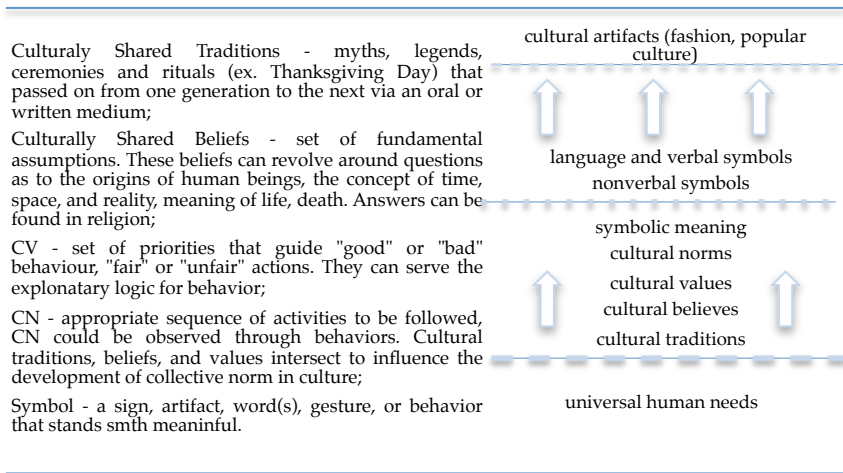 Culturaly Shared Traditions - myths, legends,
ceremonies and rituals (ex. Thanksgiving Day) that
passed on from one generation to the next via an oral or
written medium;
Culturally Shared Beliefs - set of fundamental
assumptions. These beliefs can revolve around questions
as to the origins of human beings, the concept of time,
space, and reality, meaning of life, death. Answers can be
found in religion;
CV - set of priorities that guide "good" or "bad"
behaviour, "fair" or "unfair" actions. They can serve the
explonatary logic for behavior;
CN - appropriate sequence of activities to be followed,
CN could be observed through behaviors. Cultural
traditions, beliefs, and values intersect to influence the
development of collective norm in culture;
Symbol - a sign, artifact, word(s), gesture, or behavior
that stands smth meaninful.
cultural artifacts (fashion, popular
culture)
language and verbal symbols
nonverbal symbols
symbolic meaning
cultural norms
cultural values
cultural believes
cultural traditions
universal human needs